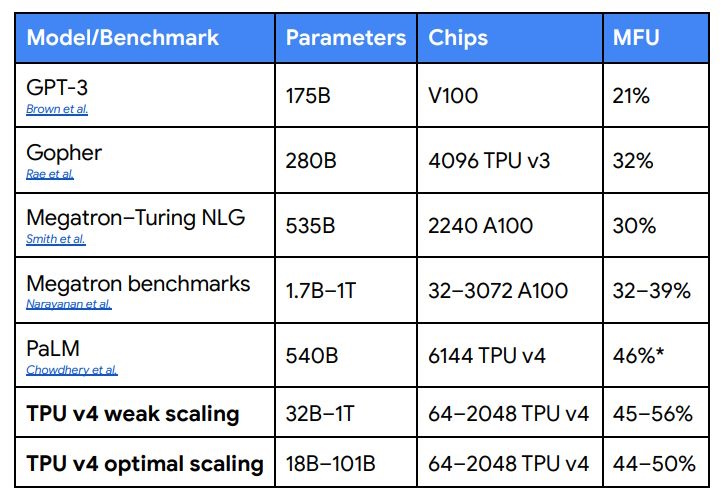 Model/Benchmark Parameters Chips MFU
GPT-3 175B V100 21%
Brown et al.
Gopher 280B 4096 TPU v3 32%
Rae et al.
Megatron–Turing NLG 535B 2240 A100 30%
Smith et al.
Megatron benchmarks 1.7B–1T 32–3072 A100 32–39%
Narayanan et al.
PaLM 540B 6144 TPU v4 46%*
Chowdhery et al.
TPU v4 weak scaling 32B–1T 64–2048 TPU v4 45–56%
TPU v4 optimal scaling 18B–101B 64–2048 TPU v4 44–50%